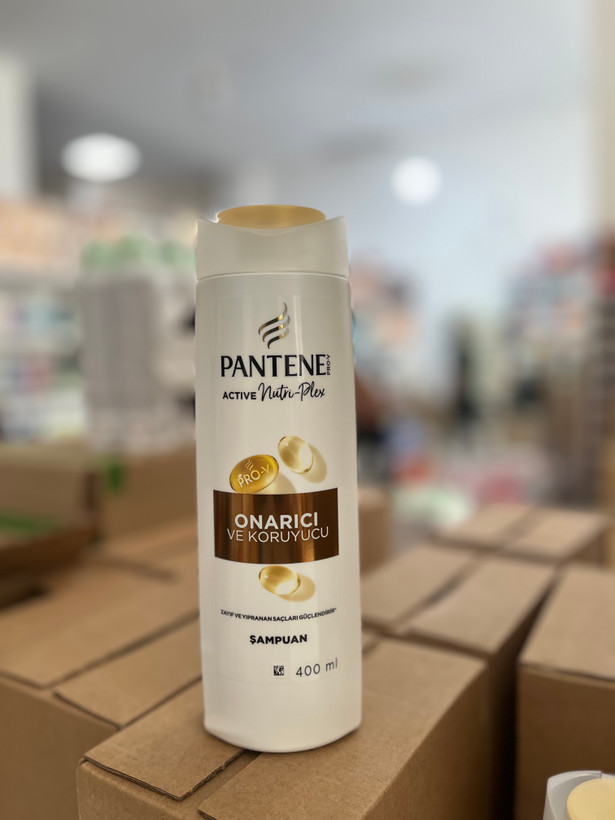 PANTENE PRO-V
ACTIVE Nutri-Plex
PRO-V
ONARICI
VE KORUYUCU
ZAYIF VE YIPRANAN SAÇLARI GÜÇLENDİRİR*
ŞAMPUAN
400 ml